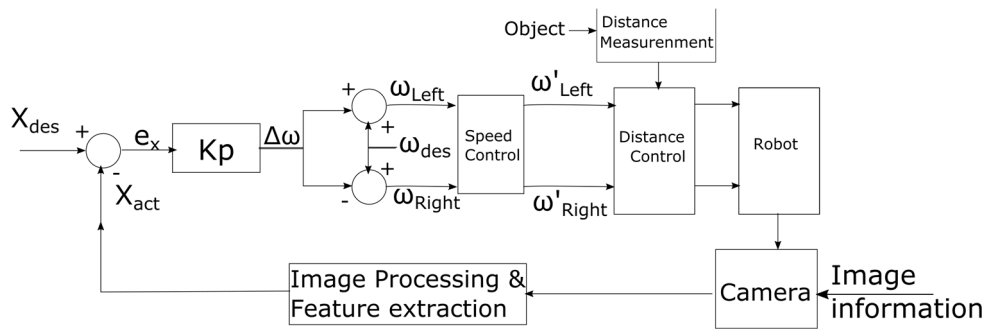 Object
Distance
Measurenment
X des
+
-
e x
Kp
Δω
+
+
ω Left
ω des
+
-
ω Right
Speed
Control
ω' Left
ω' Right
Distance
Control
Robot
X act
Image Processing &
Feature extraction
Camera
Image
information